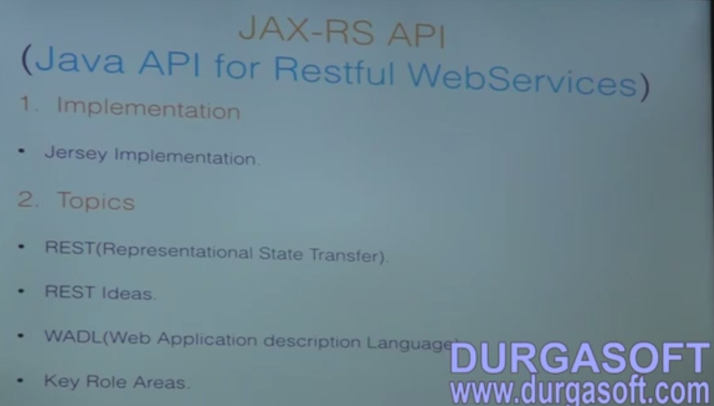 JAX-RS API
(Java API for Restful WebServices)
1. Implementation
• Jersey Implementation.
2. Topics
• REST(Representational State Transfer).
• REST Ideas.
• WADL(Web Application description Language)
• Key Role Areas.
DURGASOFT
www.durgasoft.com